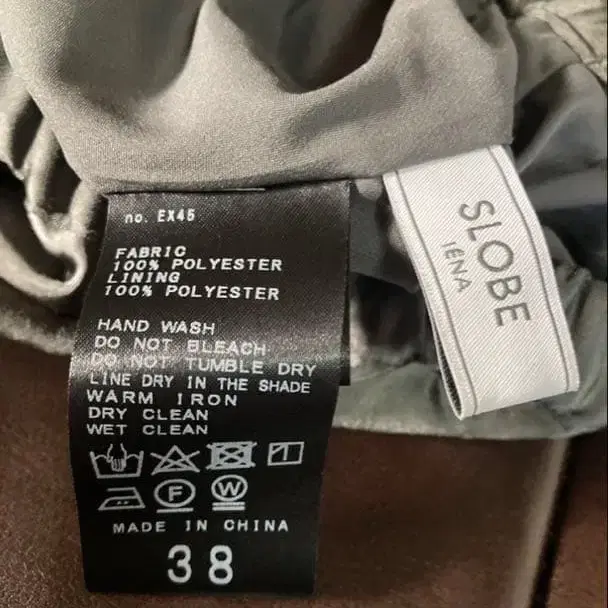 no. EX45
FABRIC
100% POLYESTER
LINING
100% POLYESTER
HAND WASH
DO NOT BLEACH
DO NOT TUMBLE DRY
LINE DRY IN THE SHADE
WARM IRON
DRY CLEAN
WET CLEAN
F W
MADE IN CHINA
38
SLOBE
IÉNA